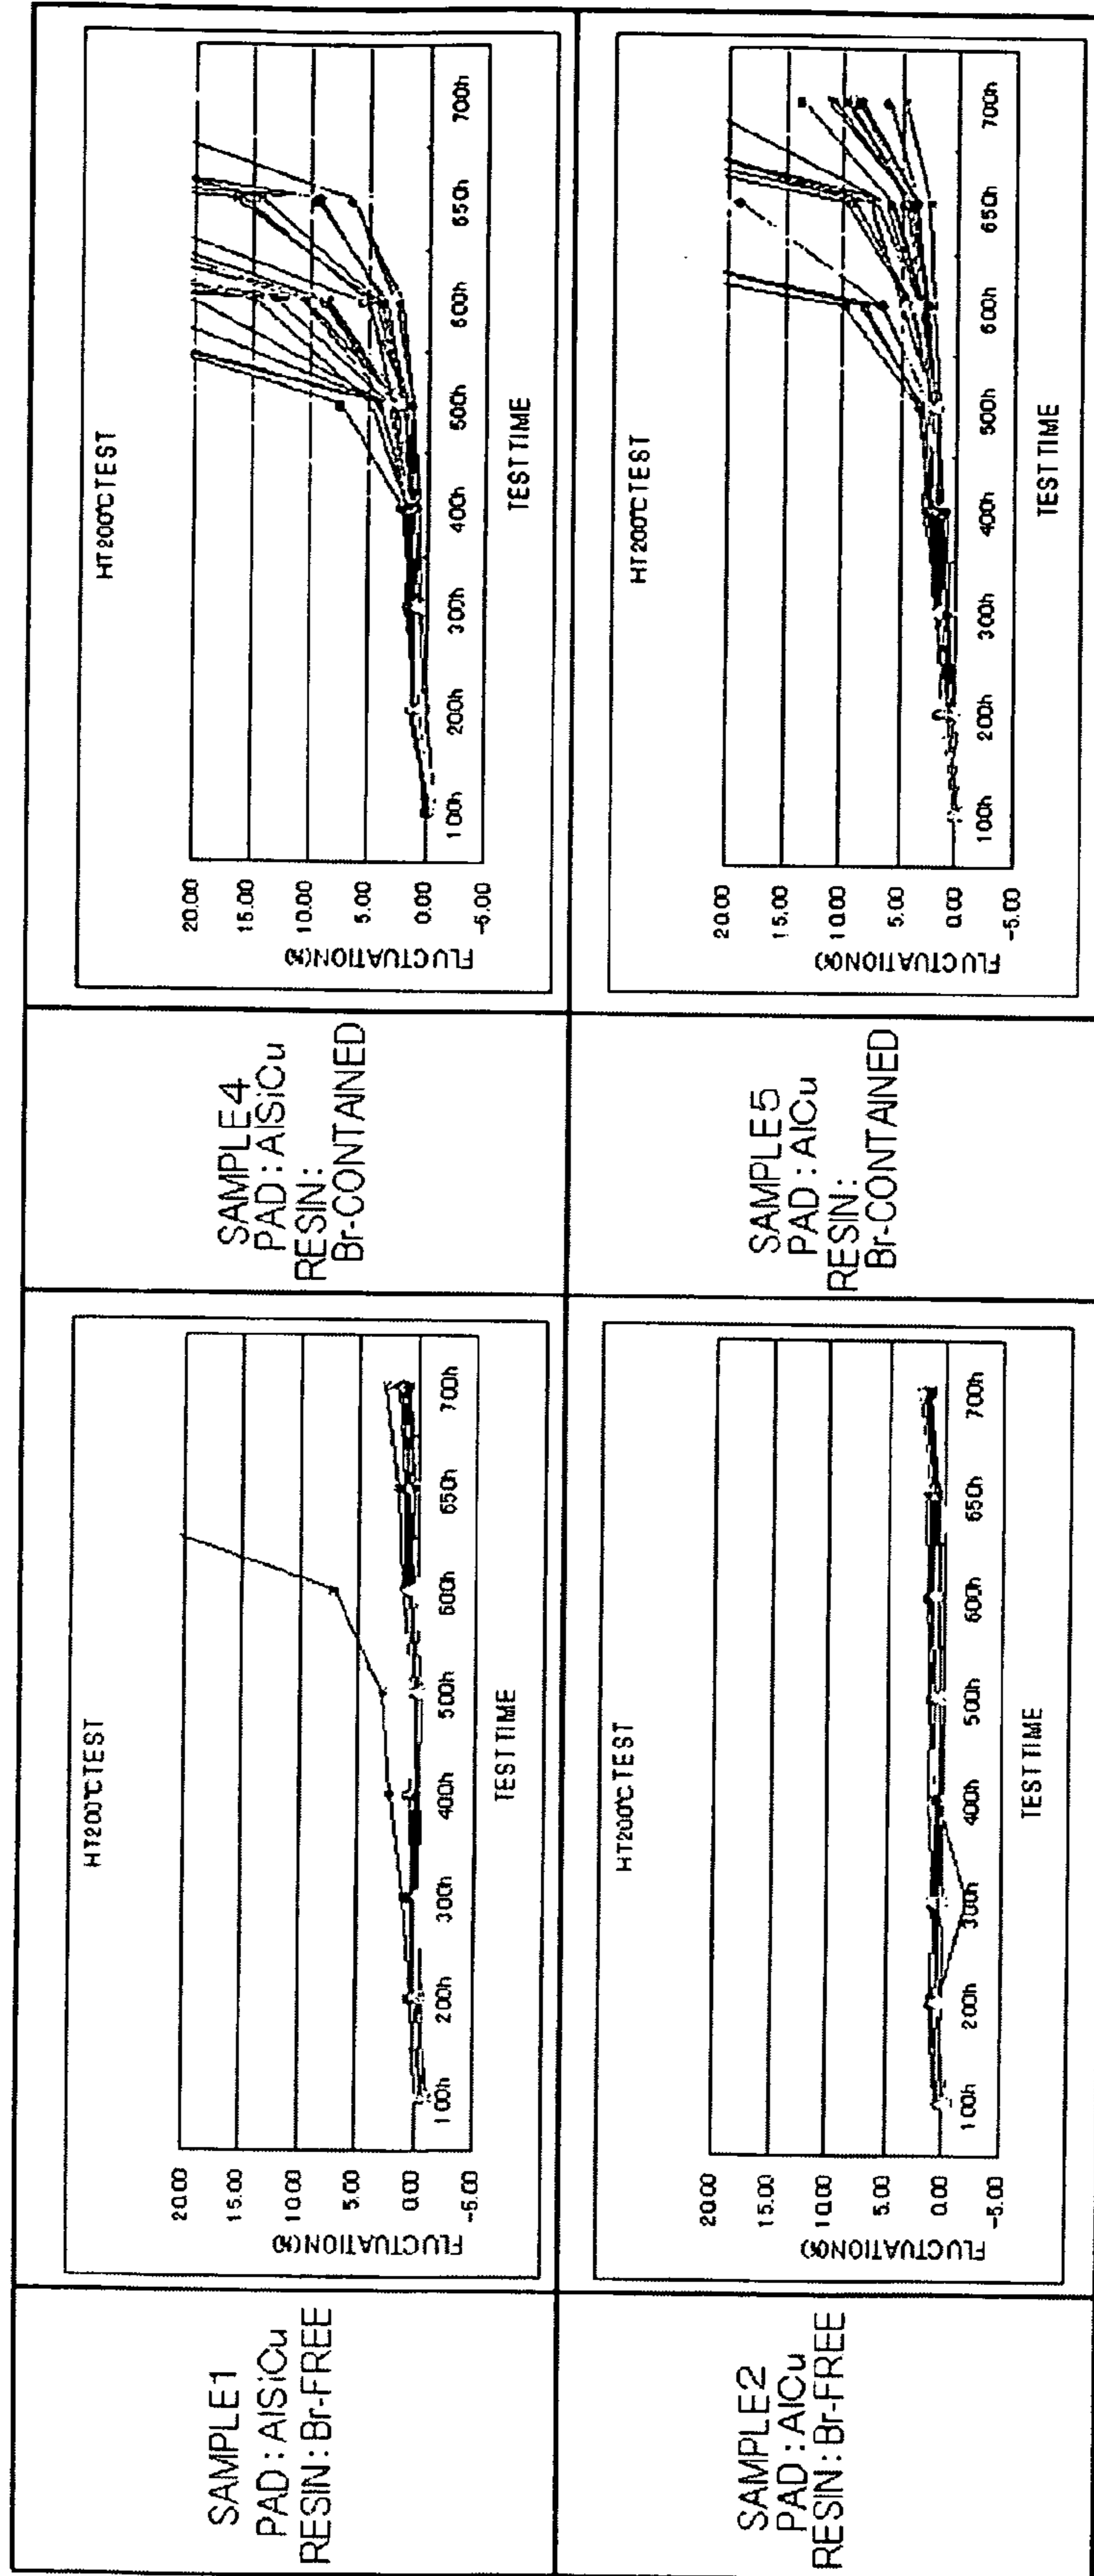 SAMPLE1
PAD : AlSiCu
RESIN : Br-FREE
HT200℃TEST
FLUCTUATION(%)
20.00
15.00
10.00
5.00
0.00
-5.00
100h 200h 300h 400h 500h 600h 650h 700h
TEST TIME
SAMPLE4
PAD : AlSiCu
RESIN :
Br-CONTAINED
HT200℃TEST
FLUCTUATION(%)
20.00
15.00
10.00
5.00
0.00
-5.00
100h 200h 300h 400h 500h 600h 650h 700h
TEST TIME
SAMPLE2
PAD : AlCu
RESIN : Br-FREE
HT200℃TEST
FLUCTUATION(%)
20.00
15.00
10.00
5.00
0.00
-5.00
100h 200h 300h 400h 500h 600h 650h 700h
TEST TIME
SAMPLE5
PAD : AlCu
RESIN :
Br-CONTAINED
HT200℃TEST
FLUCTUATION(%)
20.00
15.00
10.00
5.00
0.00
-5.00
100h 200h 300h 400h 500h 600h 650h 700h
TEST TIME